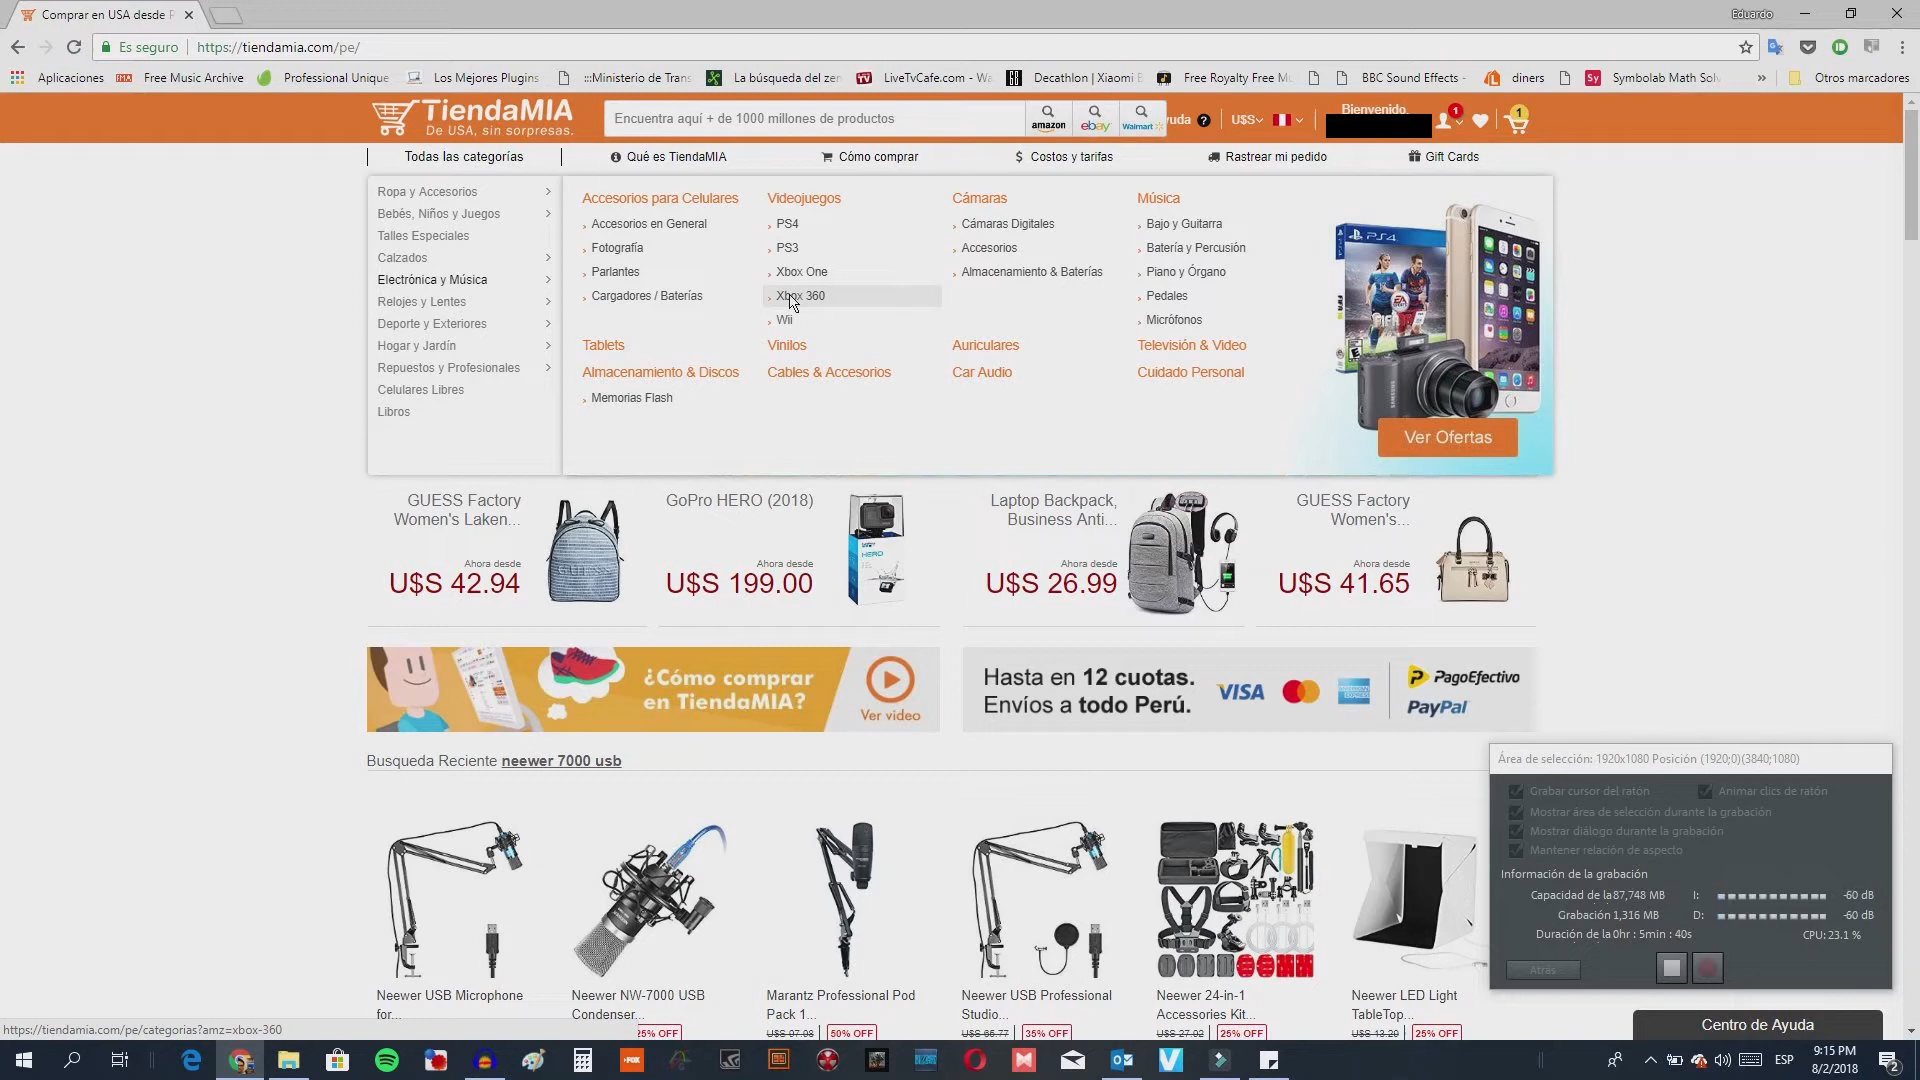 Comprar en USA desde P
Eduardo
Es seguro
https://tiendamia.com/pe/
Aplicaciones
Free Music Archive
Professional Unique
Los Mejores Plugins
:::Ministerio de Trans
La búsqueda del zen
LiveTvCafe.com - Wa
Decathlon | Xiaomi E
Free Royalty Free Mu
BBC Sound Effects -
diners
Symbolab Math Solv
Otros marcadores
TiendaMIA
De USA, sin sorpresas.
Encuentra aquí + de 1000 millones de productos
amazon
ebay
Walmart
yuda
U$S
Bienvenido,
1
1
Todas las categorías
Qué es TiendaMIA
Cómo comprar
Costos y tarifas
Rastrear mi pedido
Gift Cards
Ropa y Accesorios
Bebés, Niños y Juegos
Talles Especiales
Calzados
Electrónica y Música
Relojes y Lentes
Deporte y Exteriores
Hogar y Jardín
Repuestos y Profesionales
Celulares Libres
Libros
Accesorios para Celulares
Accesorios en General
Fotografía
Parlantes
Cargadores / Baterías
Videojuegos
PS4
PS3
Xbox One
Xbox 360
Wii
Cámaras
Cámaras Digitales
Accesorios
Almacenamiento & Baterías
Música
Bajo y Guitarra
Batería y Percusión
Piano y Órgano
Pedales
Micrófonos
Tablets
Vinilos
Auriculares
Televisión & Video
Almacenamiento & Discos
Cables & Accesorios
Car Audio
Cuidado Personal
Memorias Flash
PS4
Ver Ofertas
GUESS Factory
Women's Laken...
Ahora desde
U$S 42.94
GoPro HERO (2018)
Ahora desde
U$S 199.00
HERO
Laptop Backpack,
Business Anti...
Ahora desde
U$S 26.99
GUESS Factory
Women's...
Ahora desde
U$S 41.65
¿Cómo comprar
en TiendaMIA?
Ver video
Hasta en 12 cuotas.
Envíos a todo Perú.
VISA
PagoEfectivo
PayPal
Busqueda Reciente neewer 7000 usb
Neewer USB Microphone
for...
Neewer NW-7000 USB
Condenser...
25% OFF
Marantz Professional Pod
Pack 1...
U$S 97.08
50% OFF
Neewer USB Professional
Studio...
U$S 65.77
35% OFF
Neewer 24-in-1
Accessories Kit...
U$S 27.02
25% OFF
Neewer LED Light
TableTop...
U$S 13.20
25% OFF
Área de selección: 1920x1080 Posición (1920;0)(3840;1080)
Grabar cursor del ratón
Animar clics de ratón
Mostrar área de selección durante la grabación
Mostrar diálogo durante la grabación
Mantener relación de aspecto
Información de la grabación
Capacidad de la 87,748 MB
I:
-60 dB
Grabación 1,316 MB
D:
-60 dB
Duración de la 0hr : 5min : 40s
CPU: 23.1 %
Atrás
Centro de Ayuda
https://tiendamia.com/pe/categorias?amz=xbox-360
ESP
9:15 PM
8/2/2018
2